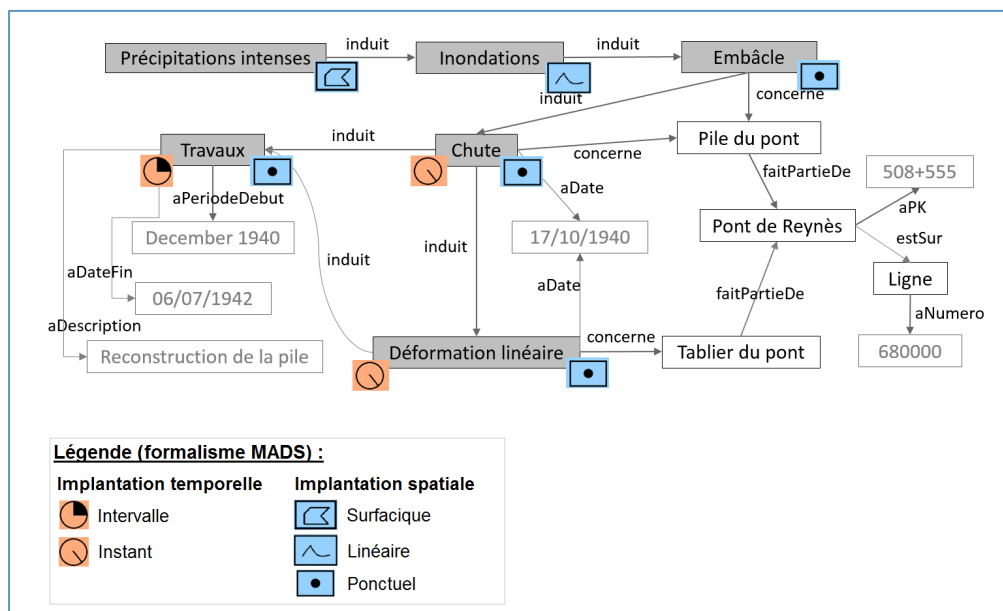 induit
induit
Précipitations intenses
Inondations
Embâcle
induit
concerne
induit
Travaux
Chute
concerne
Pile du pont
aPeriodeDebut
aDate
faitPartieDe
508+555
aPK
December 1940
17/10/1940
Pont de Reynès
estSur
aDateFin
induit
induit
Ligne
06/07/1942
aDate
faitPartieDe
aNumero
aDescription
Reconstruction de la pile
Déformation linéaire
concerne
Tablier du pont
680000
Légende (formalisme MADS) :
Implantation temporelle
Implantation spatiale
Intervalle
Surfacique
Instant
Linéaire
Ponctuel